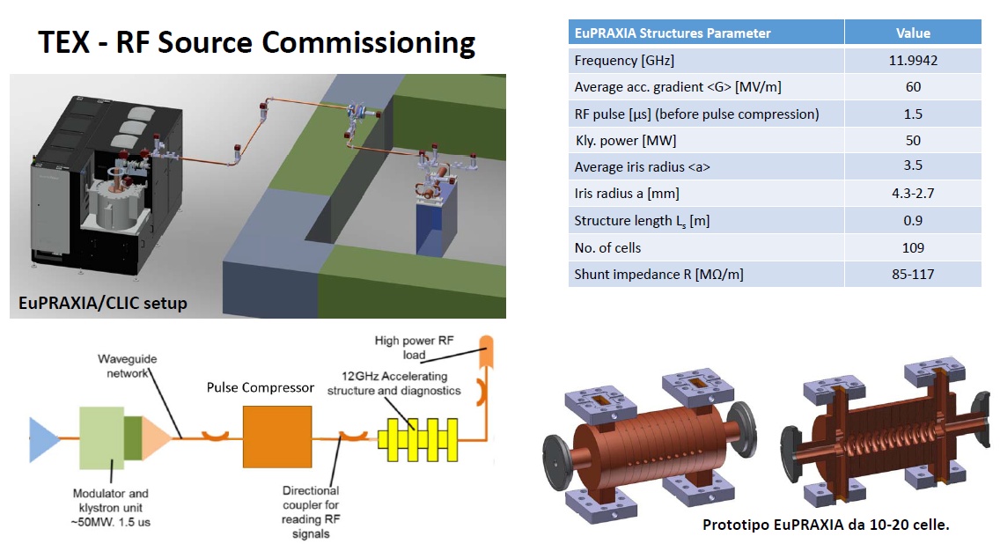 TEX - RF Source Commissioning
EuPRAXIA/CLIC setup
EuPRAXIA Structures Parameter Value
Frequency [GHz] 11.9942
Average acc. gradient <G> [MV/m] 60
RF pulse [µs] (before pulse compression) 1.5
Kly. power [MW] 50
Average iris radius <a> 3.5
Iris radius a [mm] 4.3-2.7
Structure length Ls [m] 0.9
No. of cells 109
Shunt impedance R [MΩ/m] 85-117
High power RF
load
Waveguide
network
Pulse Compressor
12GHz Accelerating
structure and diagnostics
Modulator and
klystron unit
~50MW. 1.5 us
Directional
coupler for
reading RF
signals
Prototipo EuPRAXIA da 10-20 celle.